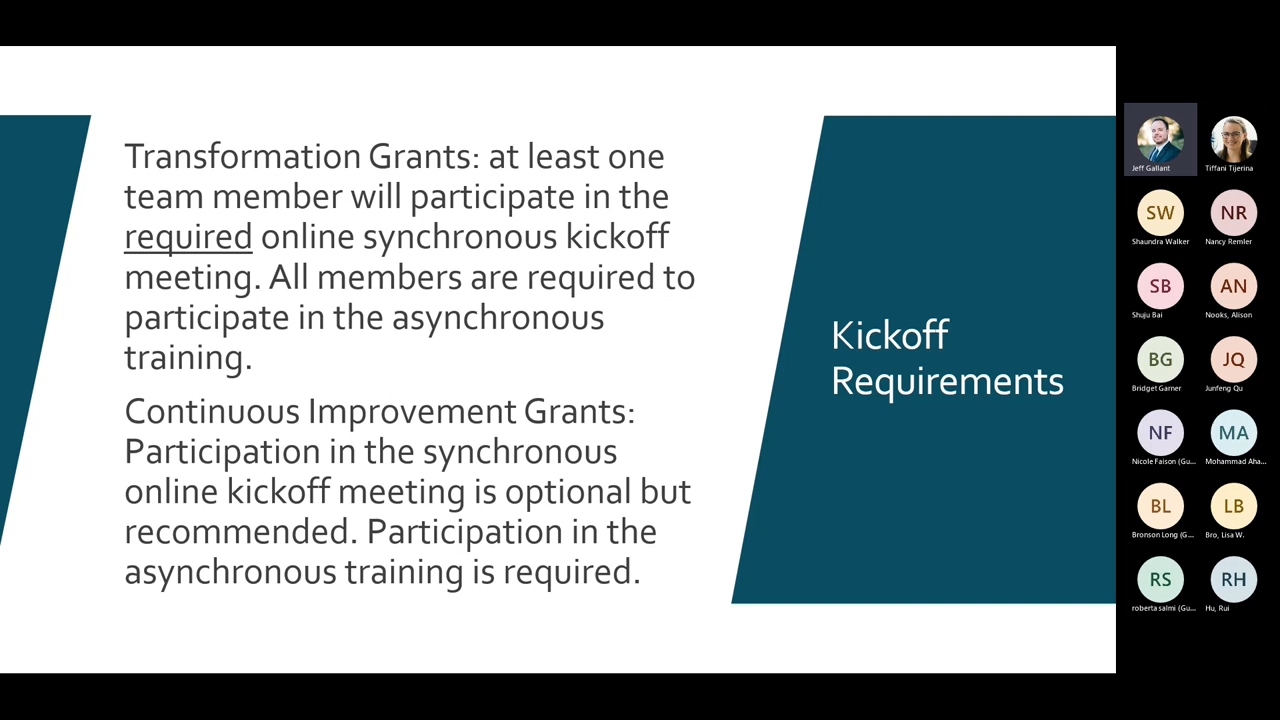 Transformation Grants: at least one
team member will participate in the
required online synchronous kickoff
meeting. All members are required to
participate in the asynchronous
training.
Continuous Improvement Grants:
Participation in the synchronous
online kickoff meeting is optional but
recommended. Participation in the
asynchronous training is required.
Kickoff
Requirements
Jeff Gallant
Tiffani Tijerina
SW
NR
Shaundra Walker
Nancy Remler
SB
AN
Shuju Bai
Nooks, Alison
BG
JQ
Bridget Garner
Junfeng Qu
NF
MA
Nicole Faison (Gu...
Mohammad Aha...
BL
LB
Bronson Long (G...
Bro, Lisa W.
RS
RH
roberta salmi (Gu...
Hu, Rui